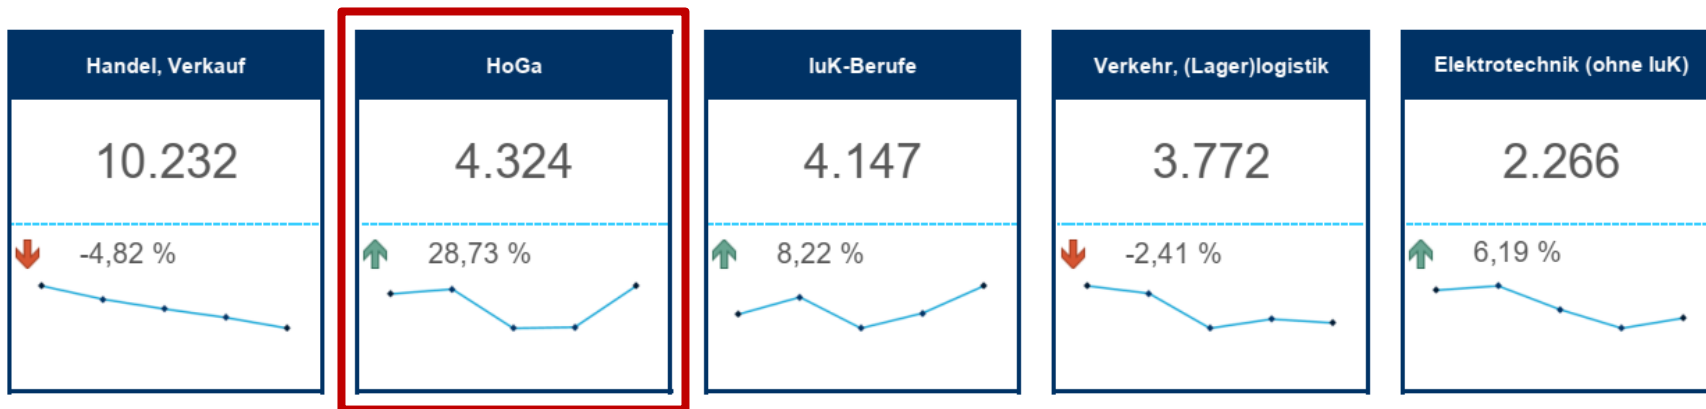 Handel, Verkauf
10.232
-4,82 %
HoGa
4.324
28,73 %
IuK-Berufe
4.147
8,22 %
Verkehr, (Lager)logistik
3.772
-2,41 %
Elektrotechnik (ohne IuK)
2.266
6,19 %